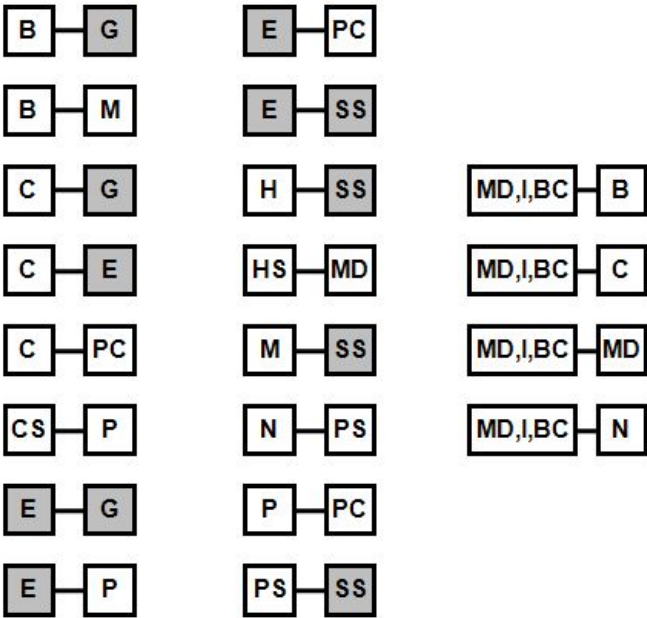 B G
B M
C G
C E
C PC
CS P
E G
E P
E PC
E SS
H SS
HS MD
M SS
N PS
P PC
PS SS
MD,I,BC B
MD,I,BC C
MD,I,BC MD
MD,I,BC N